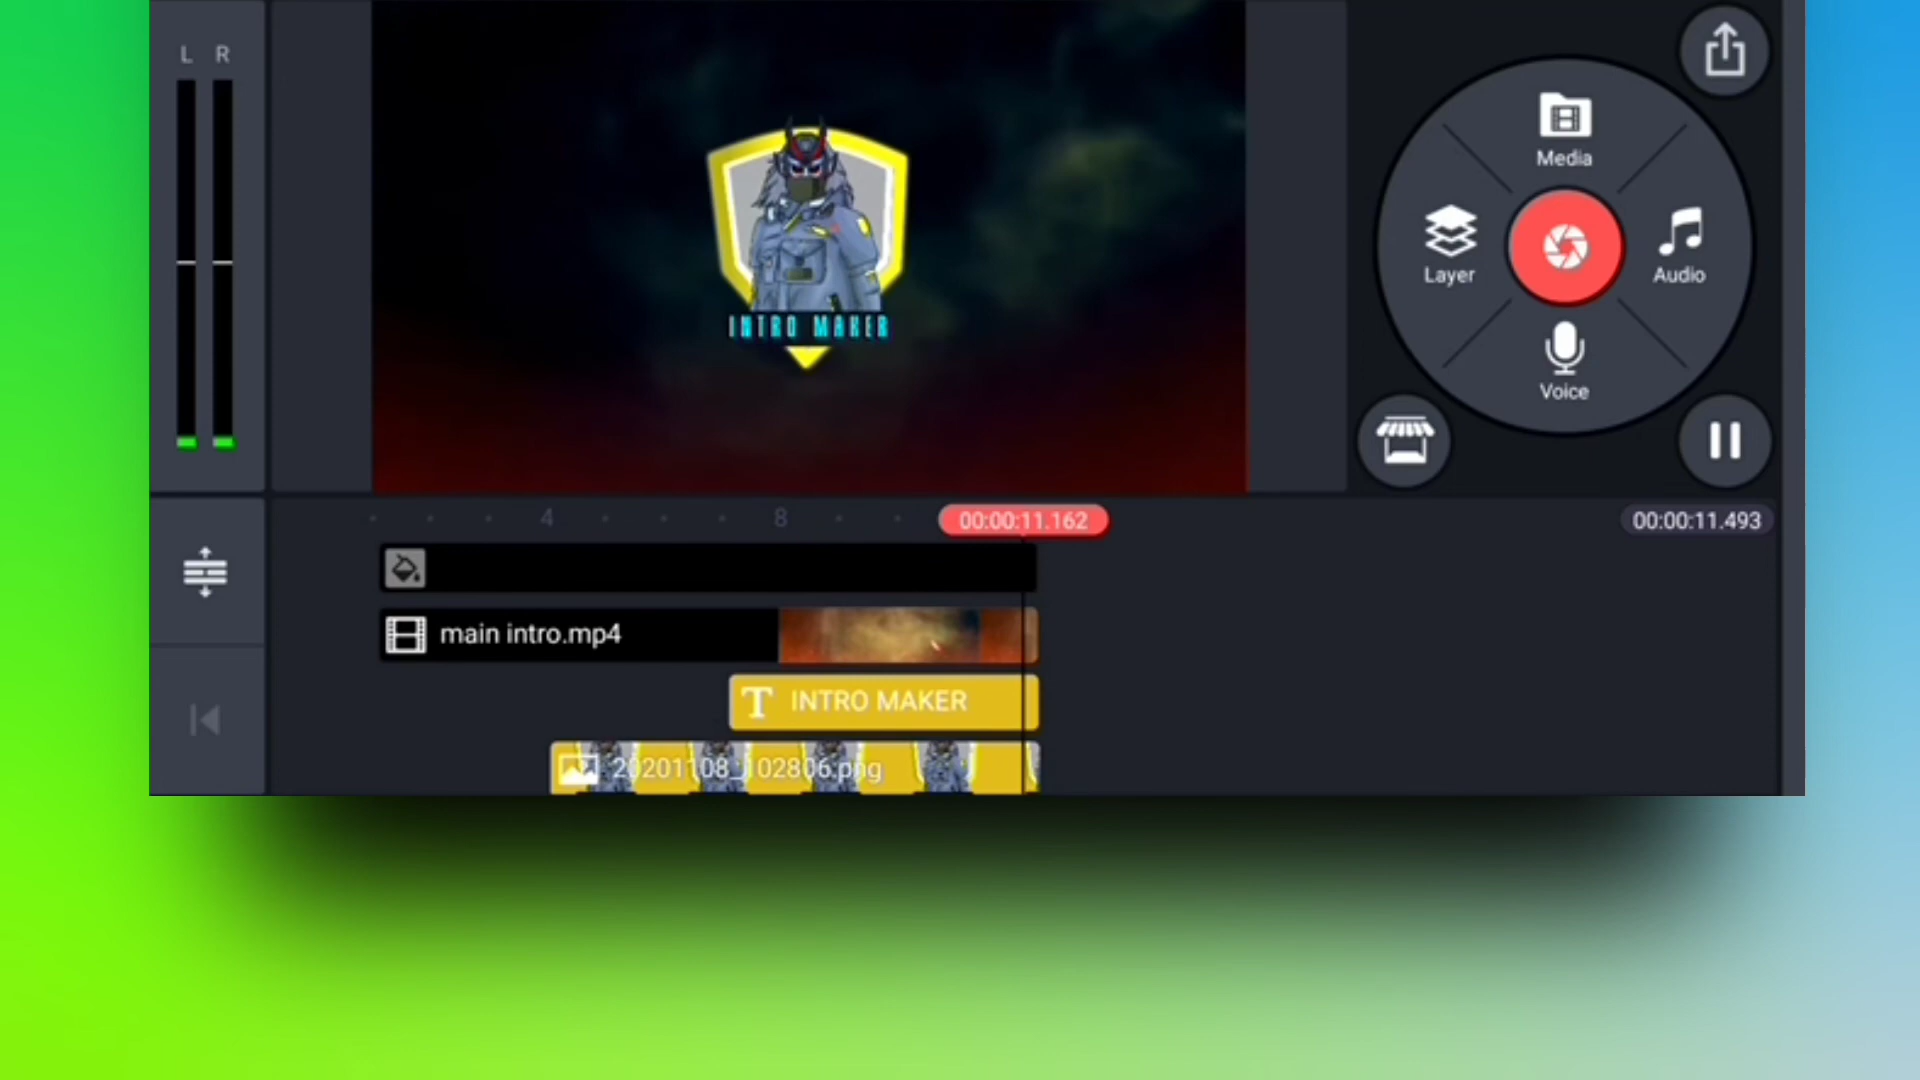 L R
Media
Layer
Audio
Voice
INTRO MAKER
4 8
00:00:11.162
00:00:11.493
main intro.mp4
T INTRO MAKER
20201108_102806.png